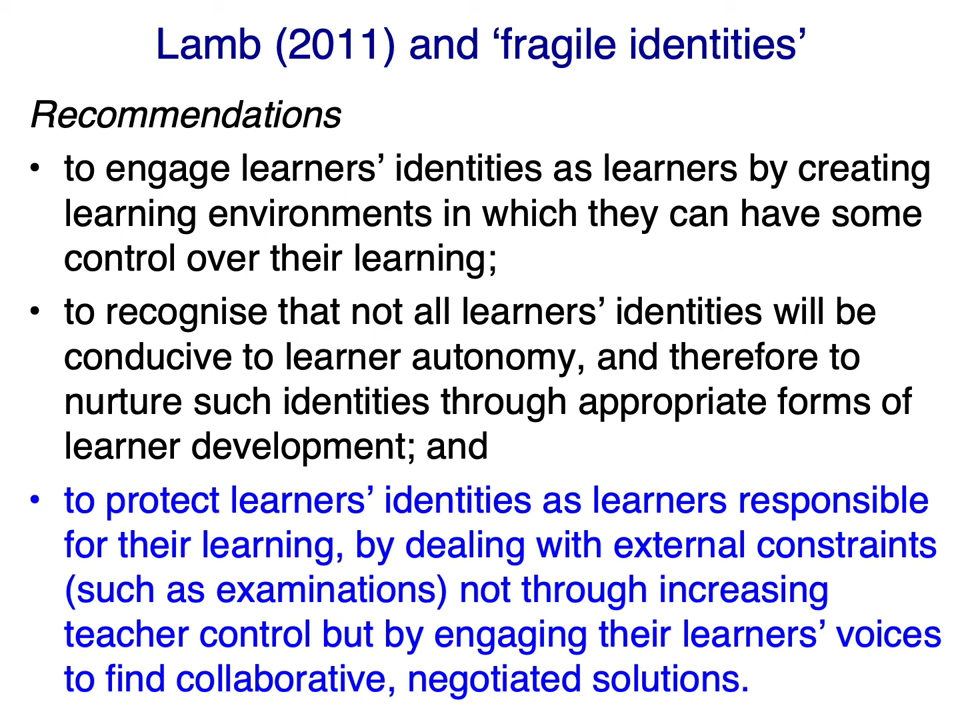 Lamb (2011) and ‘fragile identities’
Recommendations
• to engage learners’ identities as learners by creating
learning environments in which they can have some
control over their learning;
• to recognise that not all learners’ identities will be
conducive to learner autonomy, and therefore to
nurture such identities through appropriate forms of
learner development; and
• to protect learners’ identities as learners responsible
for their learning, by dealing with external constraints
(such as examinations) not through increasing
teacher control but by engaging their learners’ voices
to find collaborative, negotiated solutions.